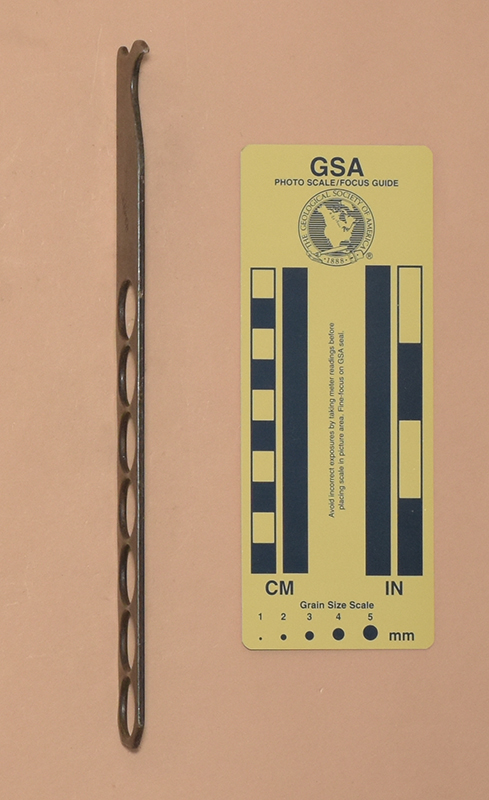 GSA
PHOTO SCALE/FOCUS GUIDE
THE GEOLOGICAL SOCIETY OF AMERICA
1888
®
Avoid incorrect exposures by taking meter readings before
placing scale in picture area. Fine-focus on GSA seal.
CM
IN
Grain Size Scale
1 2 3 4 5
mm